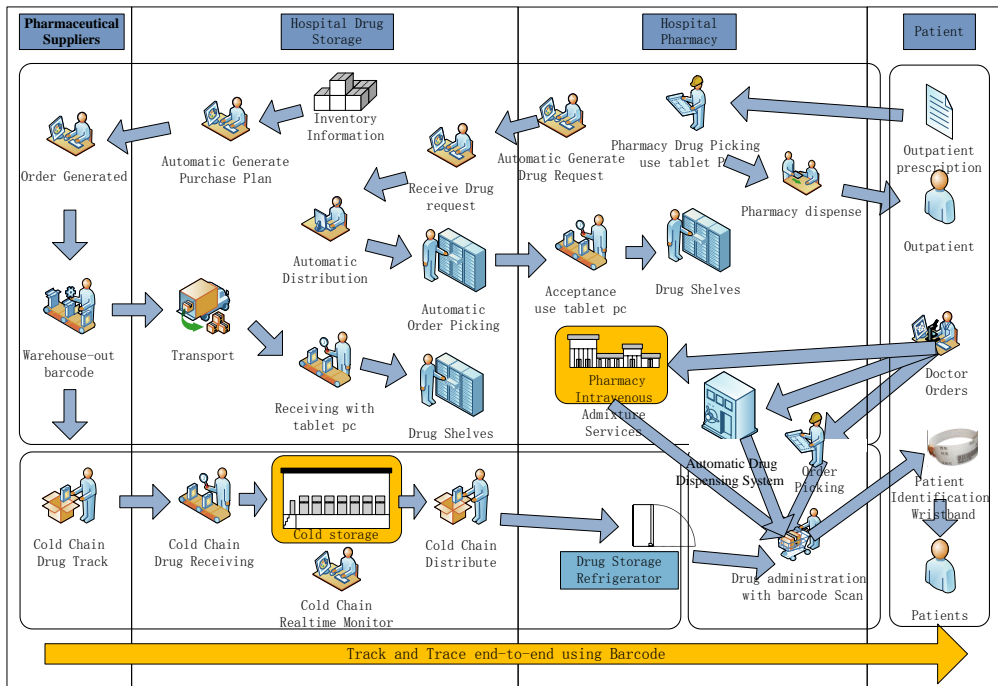 Pharmaceutical
Suppliers
Hospital Drug
Storage
Hospital
Pharmacy
Patient
Order Generated
Automatic Generate
Purchase Plan
Inventory
Information
Receive Drug
request
Automatic Generate
Drug Request
Pharmacy Drug Picking
use tablet P
Pharmacy dispense
Outpatient
prescription
Outpatient
Automatic
Distribution
Automatic
Order Picking
Acceptance
use tablet pc
Drug Shelves
Warehouse-out
barcode
Transport
Receiving with
tablet pc
Drug Shelves
Pharmacy
Intravenous
Admixture
Services
Doctor
Orders
Automatic Drug
Dispensing System
Order
Picking
Patient
Identification
Wristband
Cold Chain
Drug Track
Cold Chain
Drug Receiving
Cold storage
Cold Chain
Realtime Monitor
Cold Chain
Distribute
Drug Storage
Refrigerator
Drug administration
with barcode Scan
Patients
Track and Trace end-to-end using Barcode